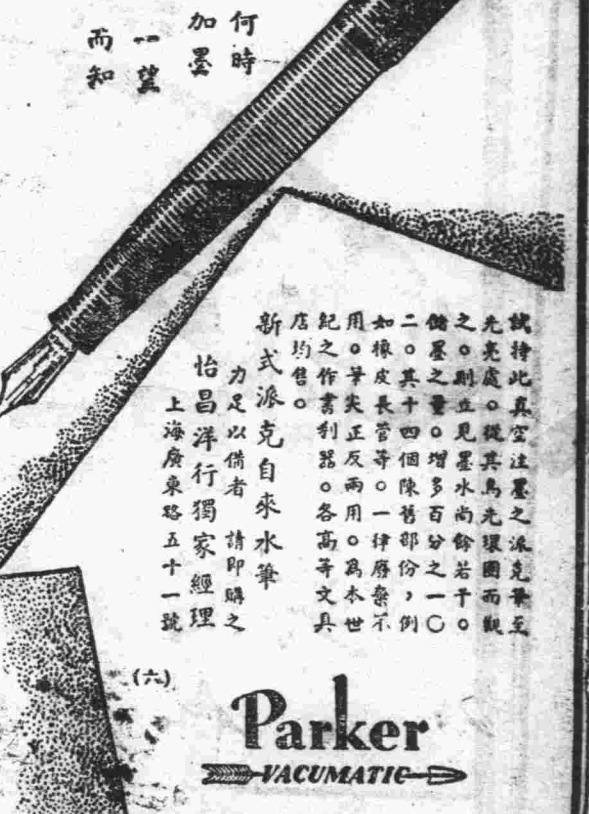 何時
加墨
一望
而知
試持此真空注墨之派克筆至
光亮處。從其烏光環圈而觀
之。則立見墨水尚餘若干。
儲墨之量。增多百分之一〇
二。其十四個陳舊部份，例
如橡皮長管等。一律廢棄不
用。筆尖正反兩用。爲本世
紀之作書利器。各高等文具
店均售。
新式派克自來水筆
力足以備者 請即購之
怡昌洋行獨家經理
上海廣東路五十一號
(六)
Parker
VACUMATIC